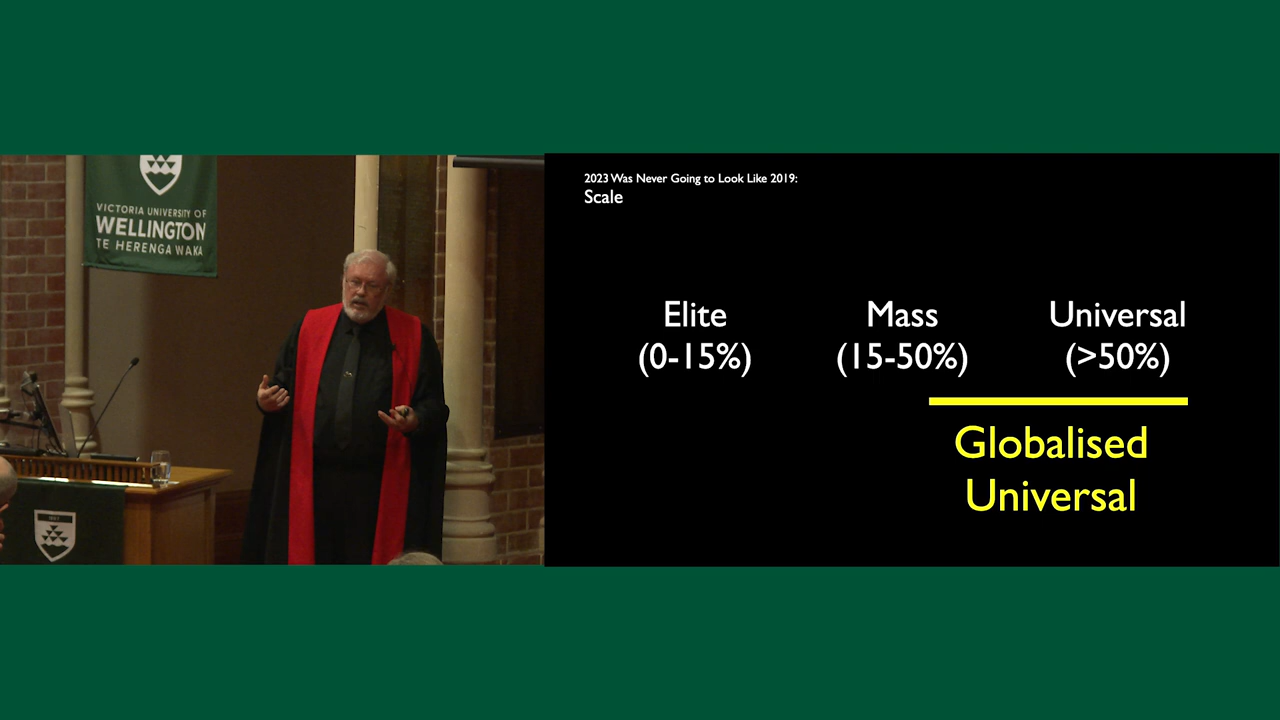 VICTORIA UNIVERSITY OF
WELLINGTON
TE HERENGA WAKA
2023 Was Never Going to Look Like 2019:
Scale
Elite
(0-15%)
Mass
(15-50%)
Universal
(>50%)
Globalised
Universal